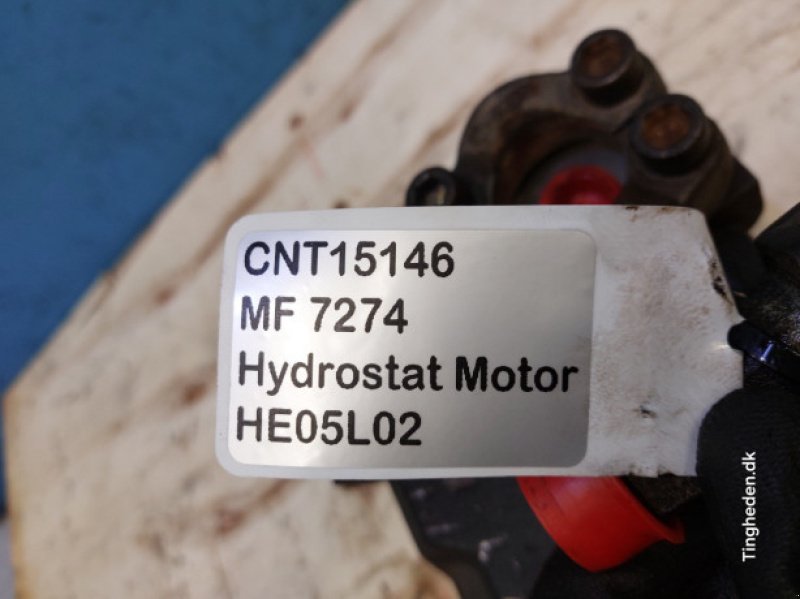 CNT15146
MF 7274
Hydrostat Motor
HE05L02
Tingheden.dk